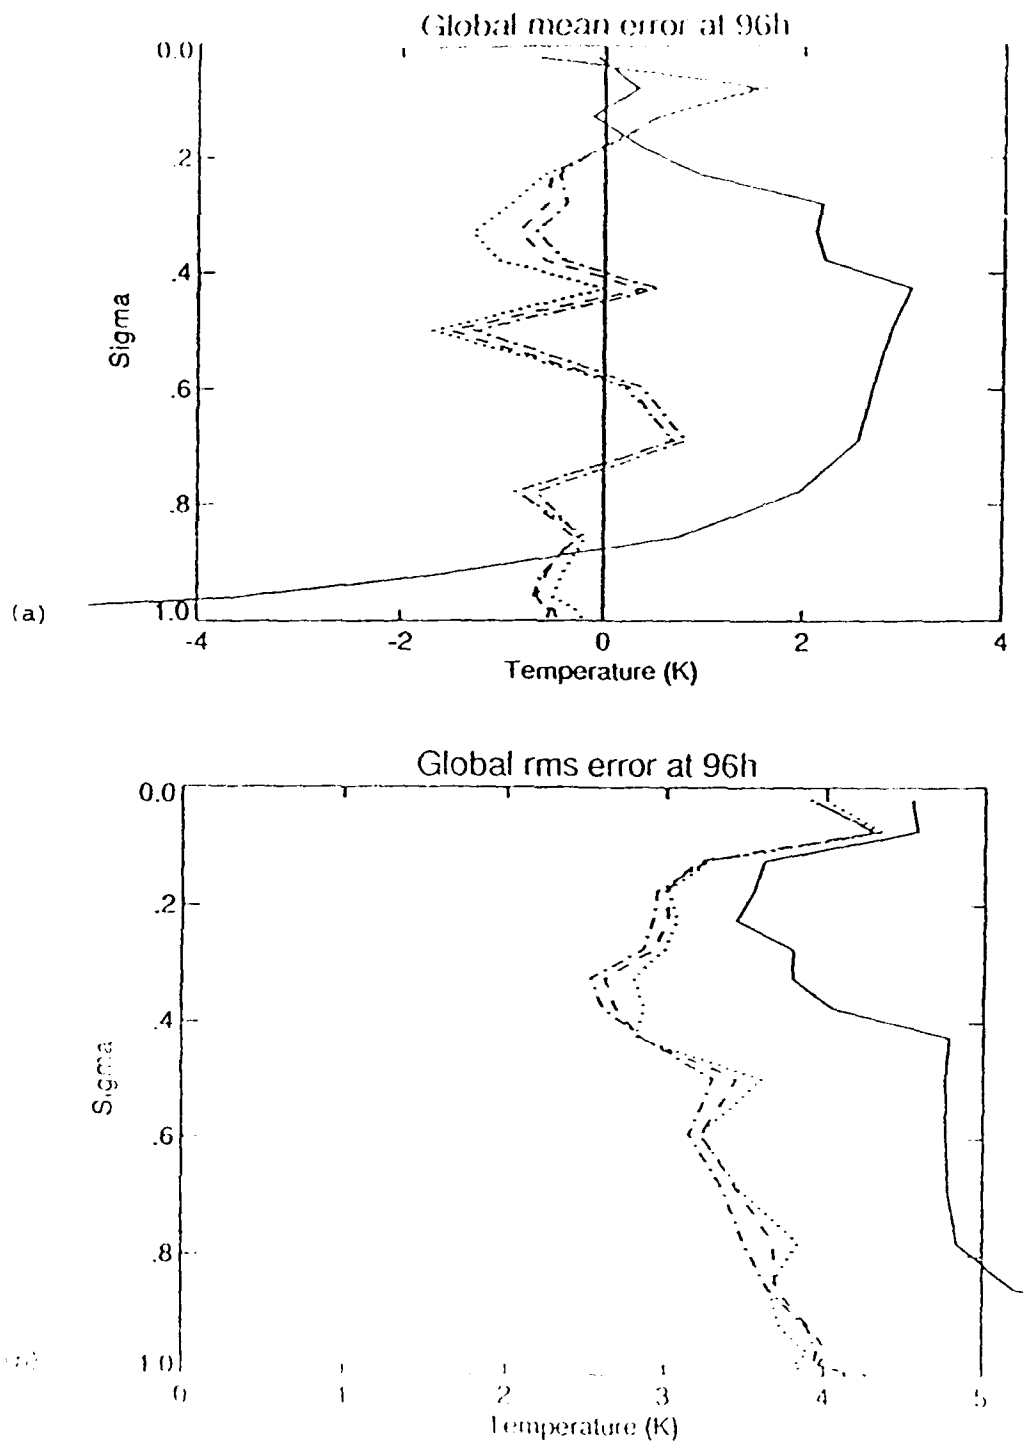 Global mean error at 96h
0.0
.2
.4
.6
.8
1.0
Sigma
(a)
-4 -2 0 2 4
Temperature (K)
Global rms error at 96h
0.0
.2
.4
.6
.8
1.0
Sigma
0 1 2 3 4 5
Temperature (K)